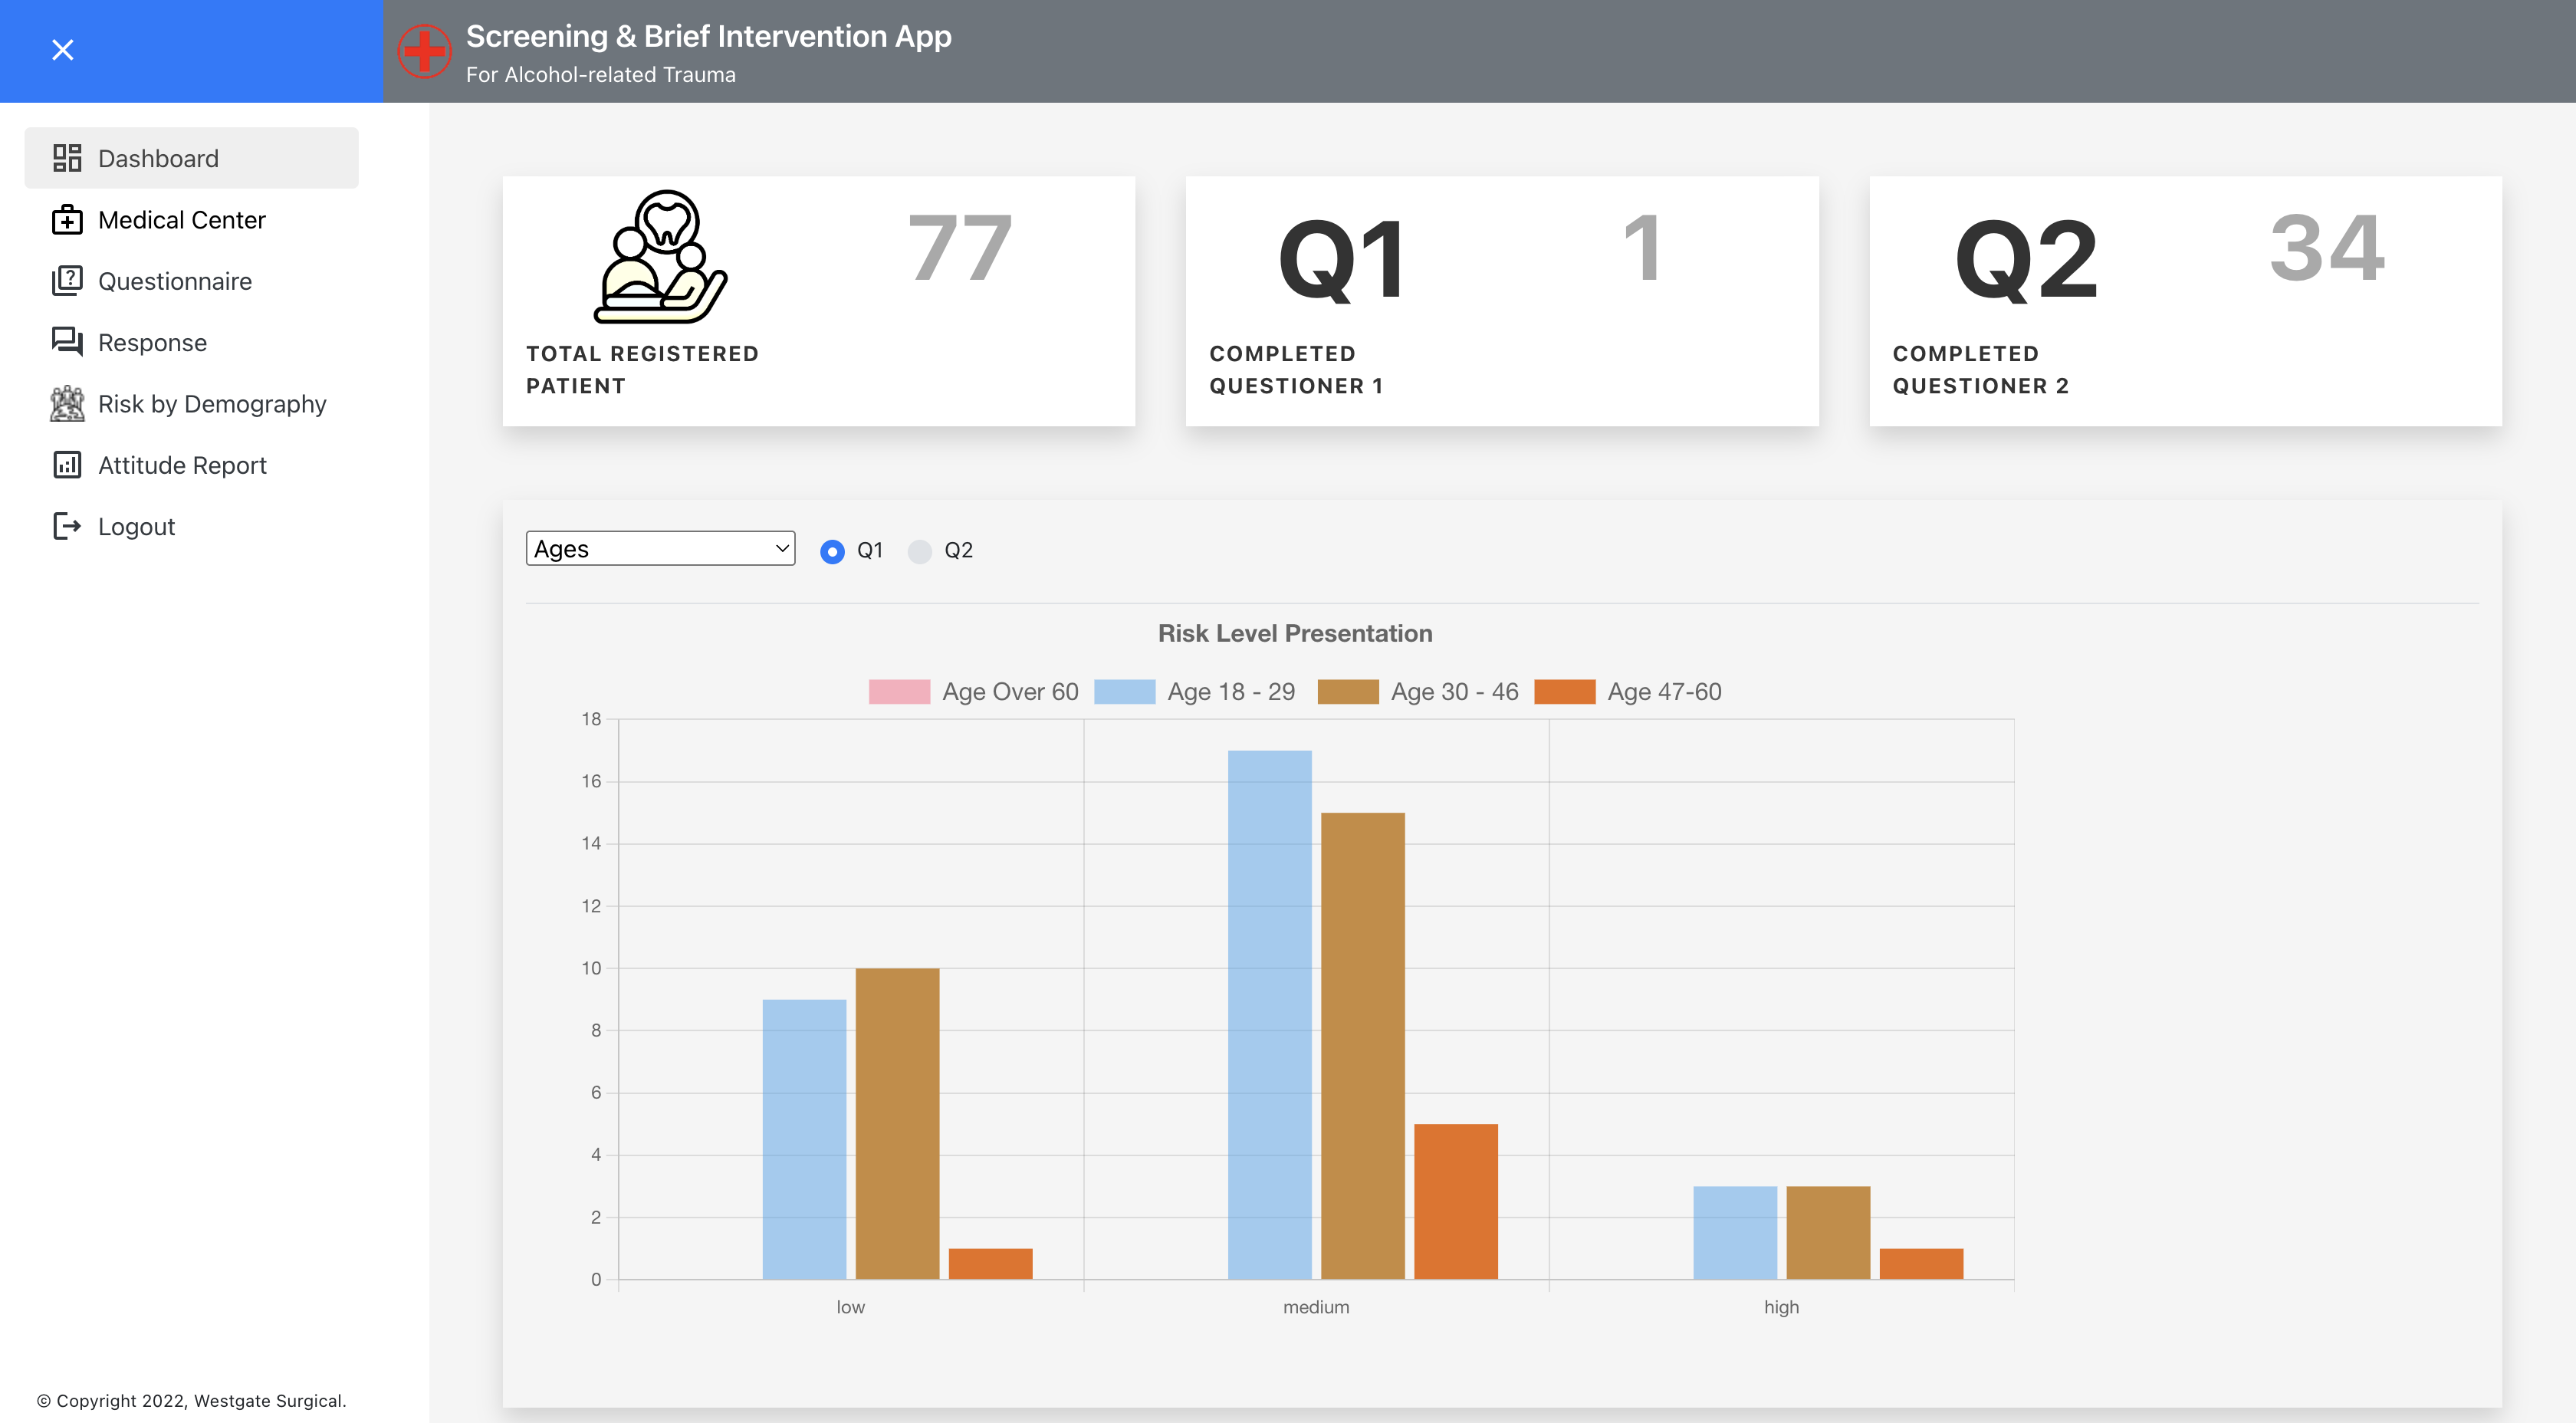 Screening & Brief Intervention App
For Alcohol-related Trauma
Dashboard
Medical Center
Questionnaire
Response
Risk by Demography
Attitude Report
Logout
77
TOTAL REGISTERED
PATIENT
Q1
1
COMPLETED
QUESTIONER 1
Q2
34
COMPLETED
QUESTIONER 2
Ages
Q1
Q2
Risk Level Presentation
Age Over 60
Age 18 - 29
Age 30 - 46
Age 47-60
18
16
14
12
10
8
6
4
2
0
low
medium
high
© Copyright 2022, Westgate Surgical.